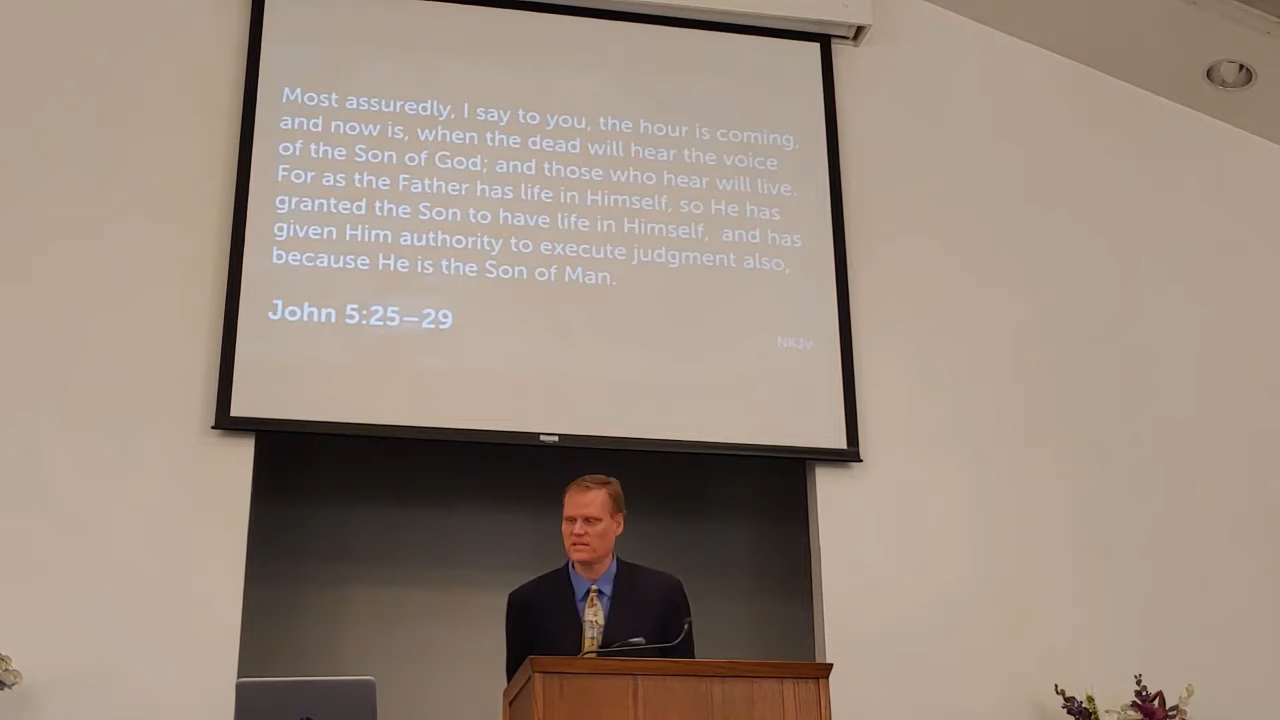 Most assuredly, I say to you, the hour is coming,
and now is, when the dead will hear the voice
of the Son of God; and those who hear will live.
For as the Father has life in Himself, so He has
granted the Son to have life in Himself, and has
given Him authority to execute judgment also,
because He is the Son of Man.
John 5:25–29
NKJV